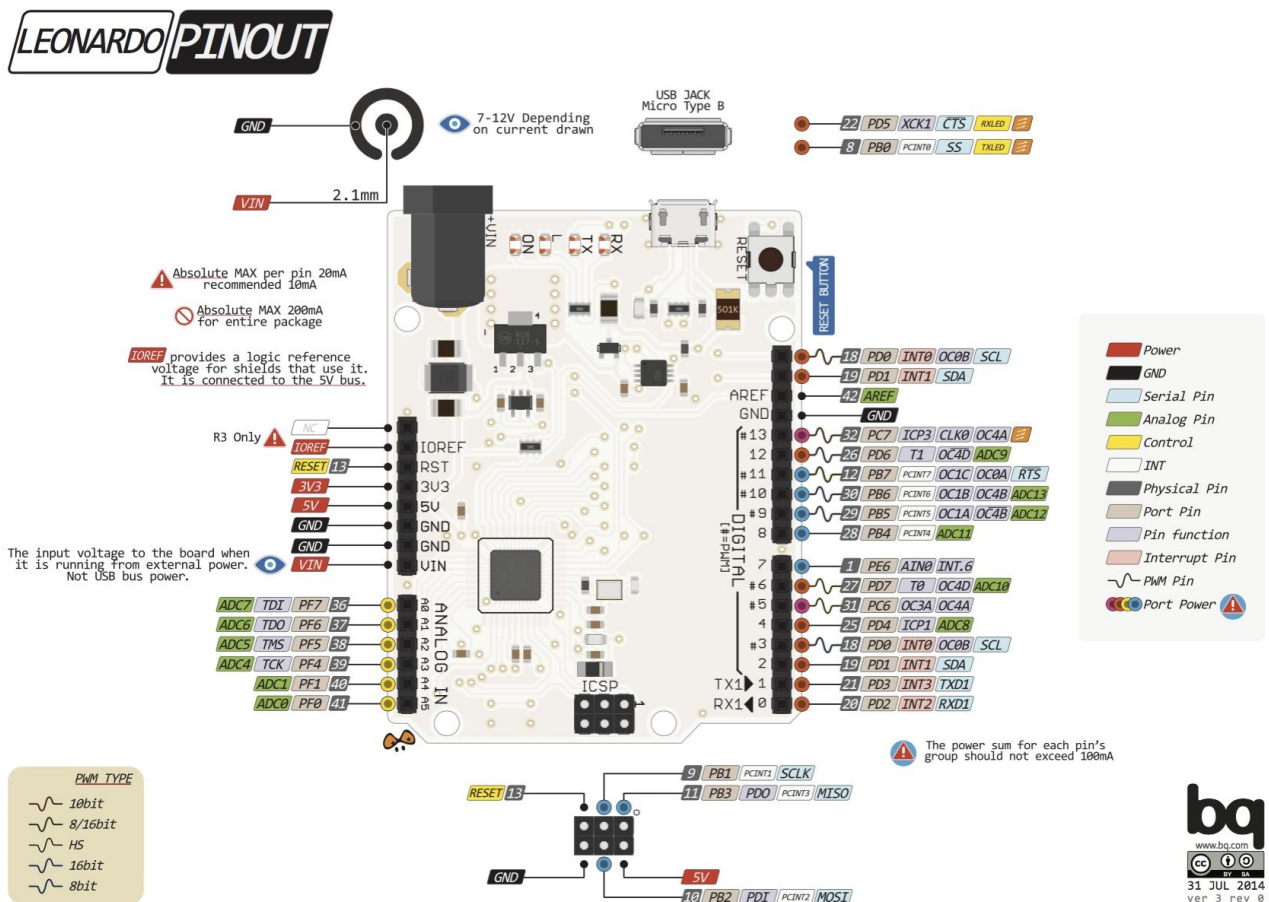 LEONARDO PINOUT
GND
VIN
2.1mm
7-12V Depending
on current drawn
USB JACK
Micro Type B
22 PD5 XCK1 CTS RXLED
8 PB0 PCINT0 SS TXLED
Absolute MAX per pin 20mA
recommended 10mA
Absolute MAX 200mA
for entire package
IOREF provides a logic reference
voltage for shields that use it.
It is connected to the 5V bus.
+VIN
ON
L
TX
RX
RESET
RESET BUTTON
501K
4
1
1 2 3
R3 Only
NC
IOREF
RESET 13
3V3
5V
GND
GND
VIN
The input voltage to the board when
it is running from external power.
Not USB bus power.
IOREF
RST
3V3
5V
GND
GND
VIN
ADC7 TDI PF7 36
ADC6 TDO PF6 37
ADC5 TMS PF5 38
ADC4 TCK PF4 39
ADC1 PF1 40
ADC0 PF0 41
A0
A1
A2
A3
A4
A5
ANALOG IN
ICSP
1
AREF
GND
#13
12
#11
#10
#9
8
7
#6
#5
4
#3
2
TX1 1
RX1 0
DIGITAL
[#=PWM]
18 PD0 INT0 OC0B SCL
19 PD1 INT1 SDA
42 AREF
GND
32 PC7 ICP3 CLK0 OC4A
26 PD6 T1 OC4D ADC9
12 PB7 PCINT7 OC1C OC0A RTS
30 PB6 PCINT6 OC1B OC4B ADC13
29 PB5 PCINT5 OC1A OC4B ADC12
28 PB4 PCINT4 ADC11
1 PE6 AIN0 INT.6
27 PD7 T0 OC4D ADC10
31 PC6 OC3A OC4A
25 PD4 ICP1 ADC8
18 PD0 INT0 OC0B SCL
19 PD1 INT1 SDA
21 PD3 INT3 TXD1
20 PD2 INT2 RXD1
Power
GND
Serial Pin
Analog Pin
Control
INT
Physical Pin
Port Pin
Pin function
Interrupt Pin
PWM Pin
Port Power
The power sum for each pin's
group should not exceed 100mA
PWM TYPE
10bit
8/16bit
HS
16bit
8bit
RESET 13
GND
9 PB1 PCINT1 SCLK
11 PB3 PDO PCINT3 MISO
5V
10 PB2 PDI PCINT2 MOSI
bq
www.bq.com
cc BY SA
31 JUL 2014
ver 3 rev 0